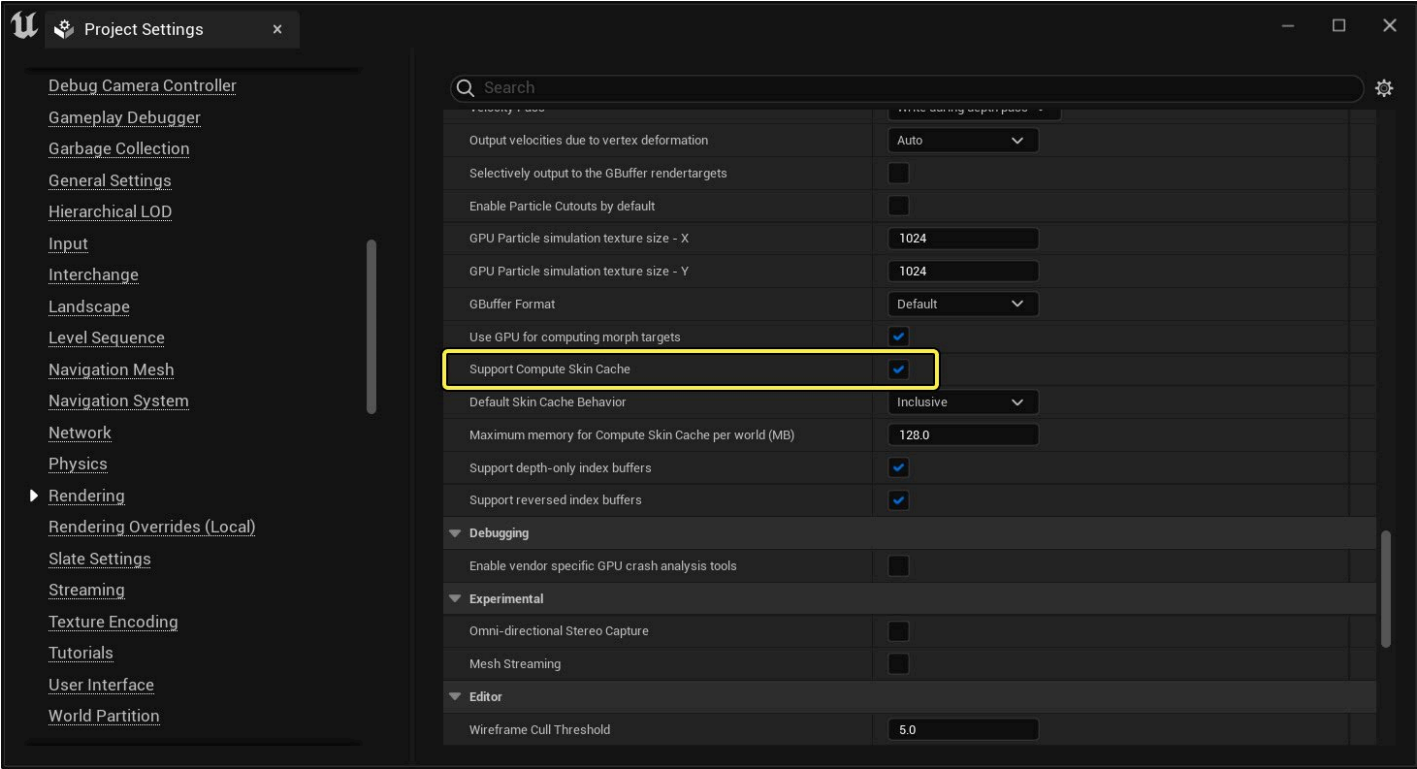 Project Settings
Debug Camera Controller
Gameplay Debugger
Garbage Collection
General Settings
Hierarchical LOD
Input
Interchange
Landscape
Level Sequence
Navigation Mesh
Navigation System
Network
Physics
Rendering
Rendering Overrides (Local)
Slate Settings
Streaming
Texture Encoding
Tutorials
User Interface
World Partition
Search
Velocity Pass Write during depth pass
Output velocities due to vertex deformation Auto
Selectively output to the GBuffer rendertargets
Enable Particle Cutouts by default
GPU Particle simulation texture size - X 1024
GPU Particle simulation texture size - Y 1024
GBuffer Format Default
Use GPU for computing morph targets
Support Compute Skin Cache
Default Skin Cache Behavior Inclusive
Maximum memory for Compute Skin Cache per world (MB) 128.0
Support depth-only index buffers
Support reversed index buffers
Debugging
Enable vendor specific GPU crash analysis tools
Experimental
Omni-directional Stereo Capture
Mesh Streaming
Editor
Wireframe Cull Threshold 5.0